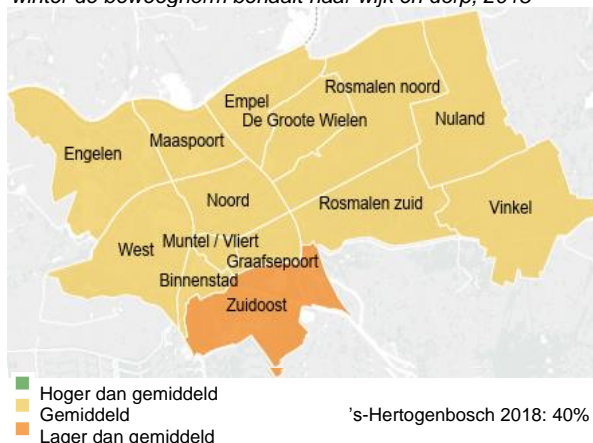 winter de beweegnorm behaalt naar wijk en dorp, 2018
Rosmalen noord
Empel
De Groote Wielen
Nuland
Maaspoort
Engelen
Noord
Rosmalen zuid
Vinkel
West
Muntel / Vliert
Graafsepoort
Binnenstad
Zuidoost
Hoger dan gemiddeld
Gemiddeld
's-Hertogenbosch 2018: 40%
Lager dan gemiddeld